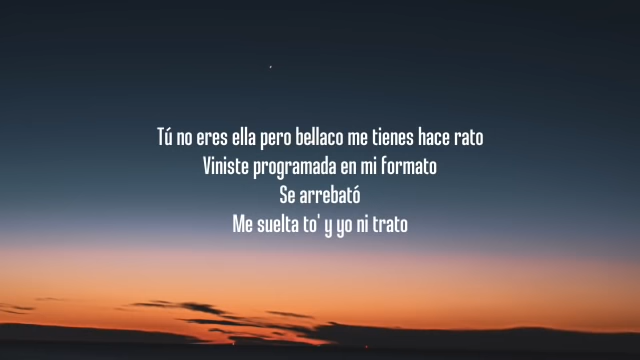 Tú no eres ella pero bellaco me tienes hace rato
Viniste programada en mi formato
Se arrebató
Me suelta to' y yo ni trato